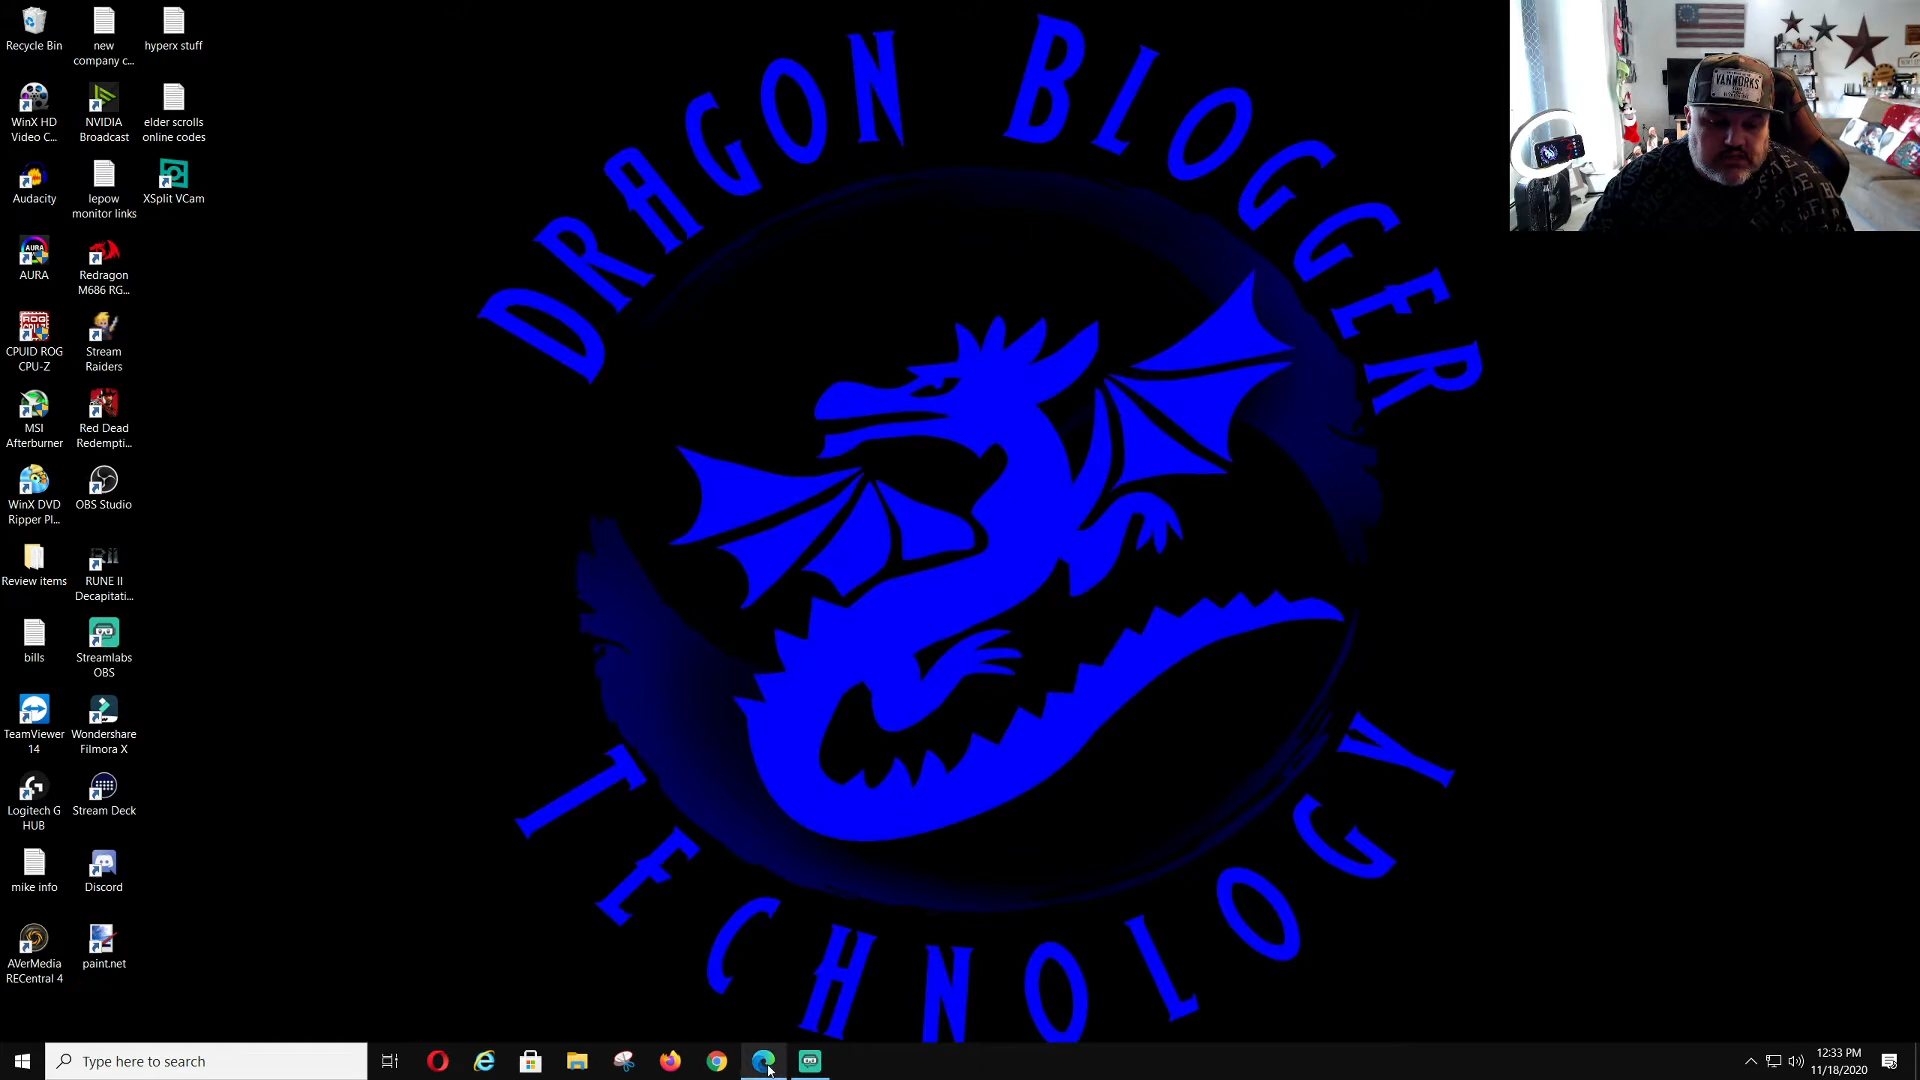 Recycle Bin
new
company c...
hyperx stuff
WinX HD
Video C...
NVIDIA
Broadcast
elder scrolls
online codes
Audacity
lepow
monitor links
XSplit VCam
AURA
AURA
Redragon
M686 RG...
CPUID ROG
CPU-Z
Stream
Raiders
MSI
Afterburner
Red Dead
Redempti...
WinX DVD
Ripper Pl...
OBS Studio
Review items
RUNE II
Decapitati...
bills
Streamlabs
OBS
TeamViewer
14
Wondershare
Filmora X
Logitech G
HUB
Stream Deck
mike info
Discord
AVerMedia
RECentral 4
paint.net
DRAGON BLOGGER
TECHNOLOGY
VANWORKS
Type here to search
12:33 PM
11/18/2020